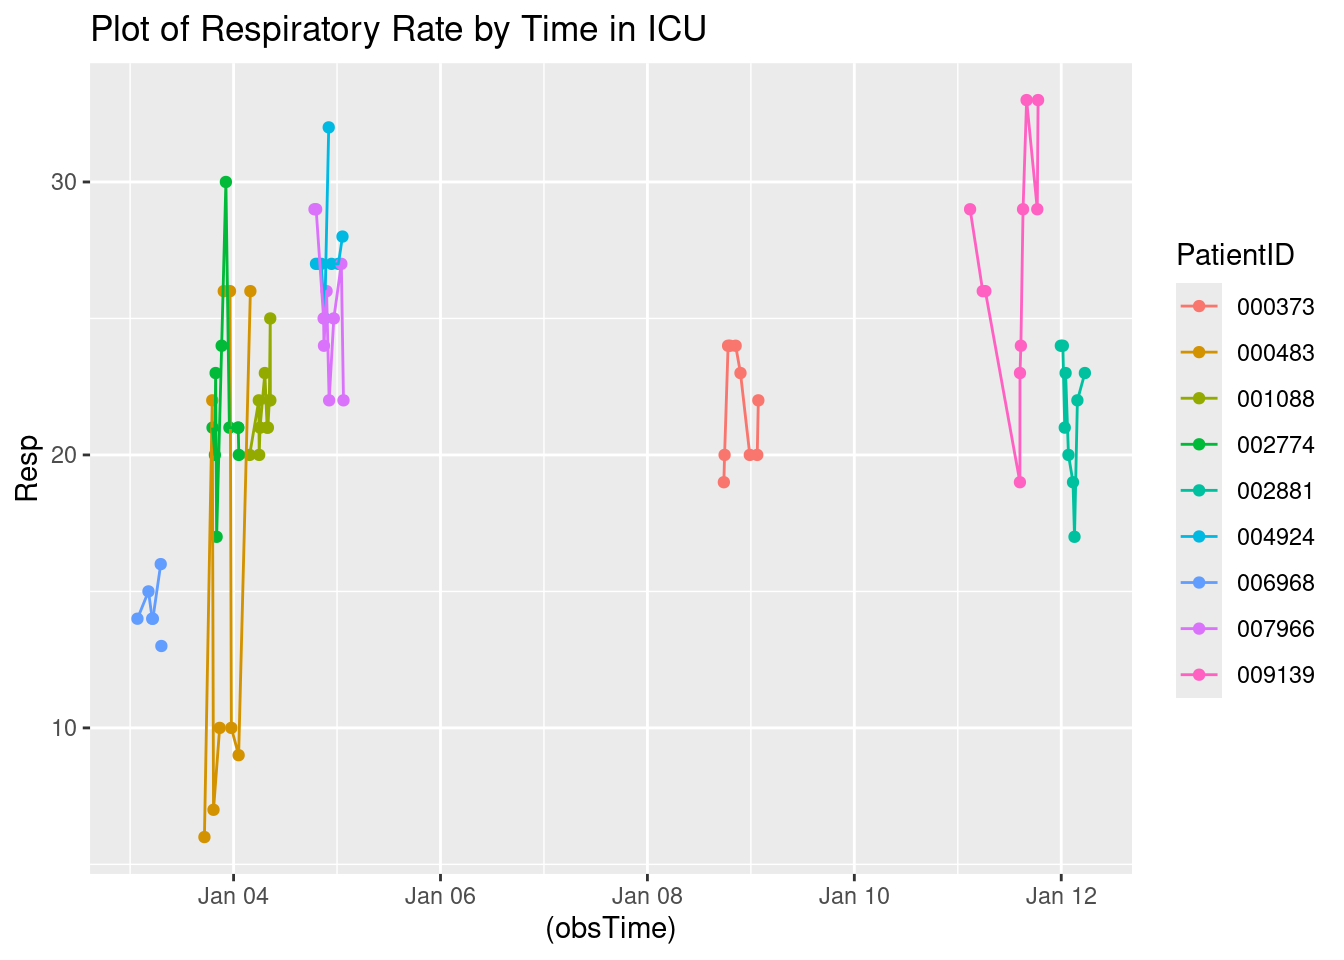 Plot of Respiratory Rate by Time in ICU
30
20
10
Resp
Jan 04
Jan 06
Jan 08
Jan 10
Jan 12
(obsTime)
PatientID
000373
000483
001088
002774
002881
004924
006968
007966
009139